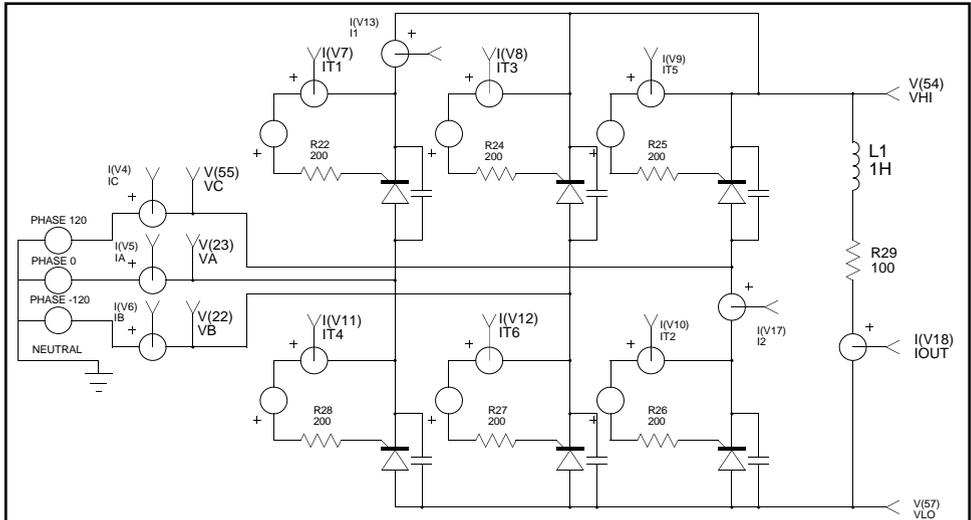 I(V13)
I1
+
I(V7)
IT1
+
I(V8)
IT3
+
I(V9)
IT5
+
V(54)
VHI
+
R22
200
+
R24
200
+
R25
200
L1
1H
I(V4)
IC
V(55)
VC
+
PHASE 120
I(V5)
IA
V(23)
VA
+
PHASE 0
R29
100
PHASE -120
I(V6)
IB
V(22)
VB
+
+
I(V17)
I2
NEUTRAL
I(V11)
IT4
+
I(V12)
IT6
+
I(V10)
IT2
+
+
I(V18)
IOUT
+
R28
200
+
R27
200
+
R26
200
V(57)
VLO